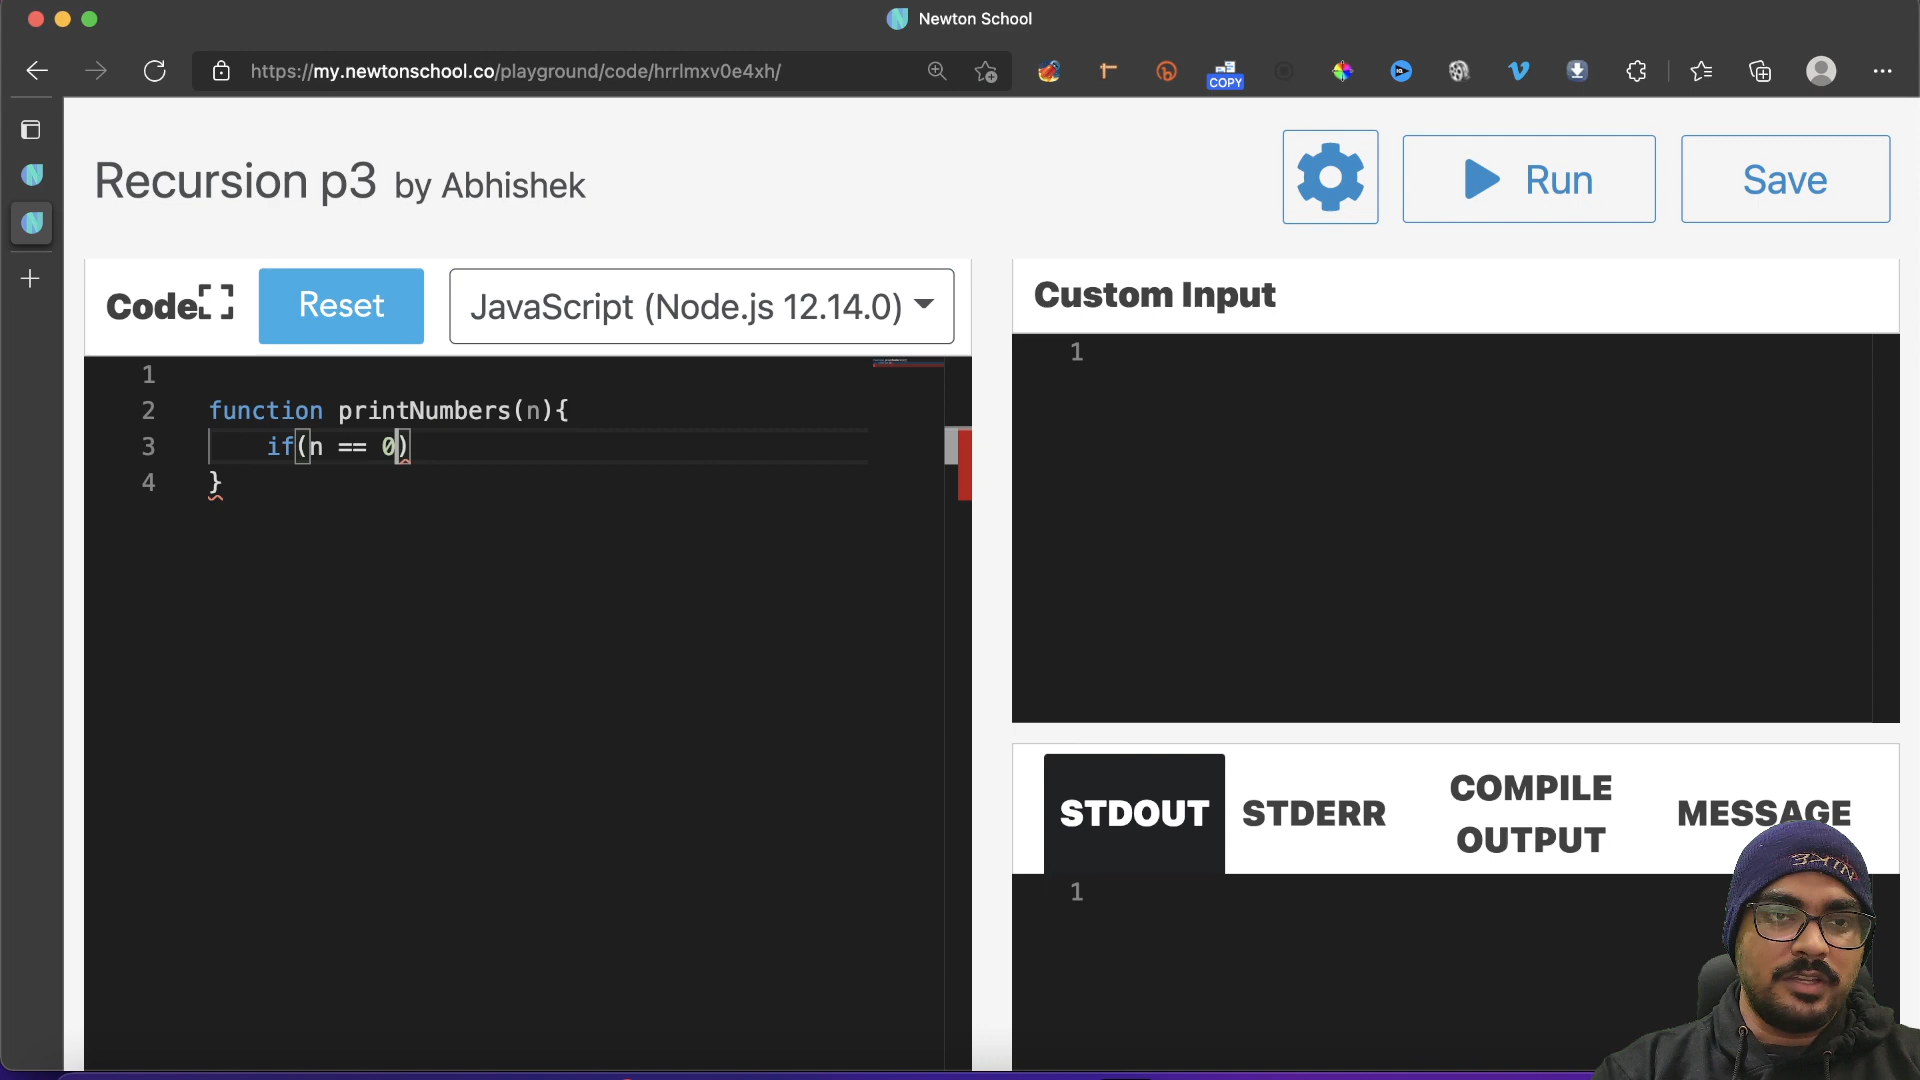 Newton School
https://my.newtonschool.co/playground/code/hrrlmxv0e4xh/
COPY
Recursion p3 by Abhishek
Run
Save
Code
Reset
JavaScript (Node.js 12.14.0)
Custom Input
1
2 function printNumbers(n){
3 if(n == 0)
4 }
1
STDOUT
STDERR
COMPILE
OUTPUT
MESSAGE
1
NIKE